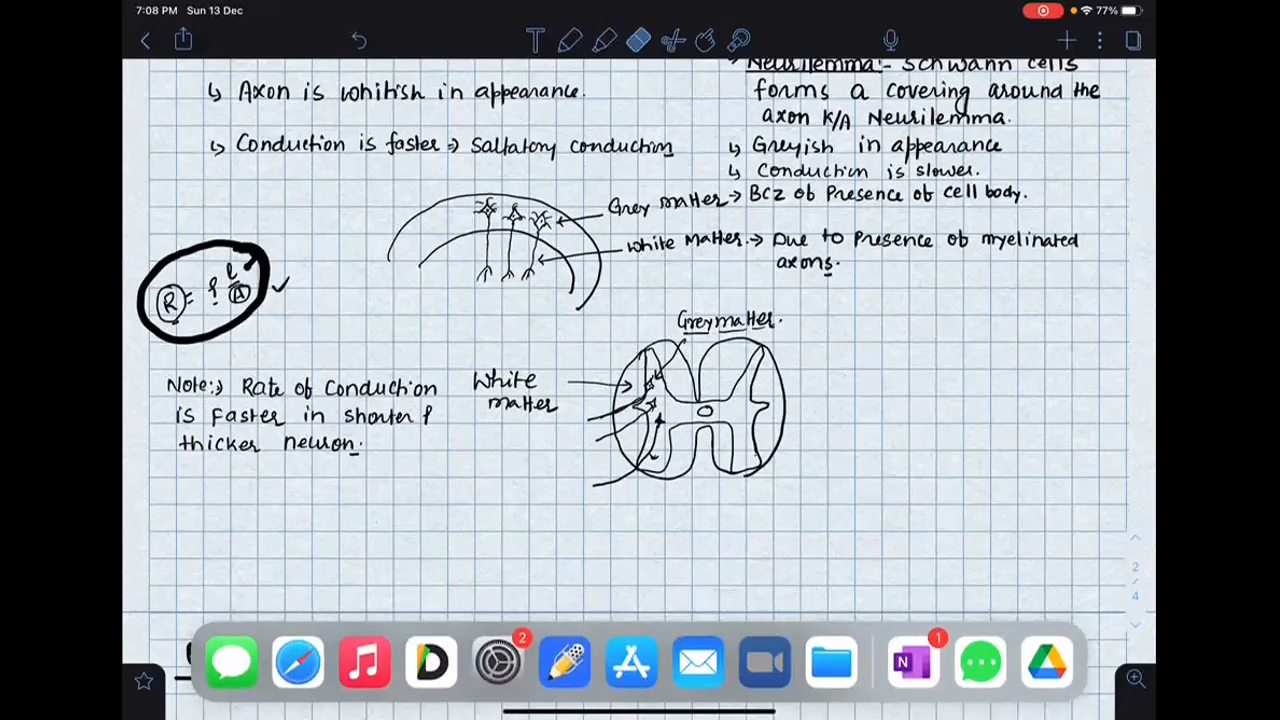 7:08 PM Sun 13 Dec
77%
↳ Axon is whitish in appearance.
↳ Conduction is faster => Saltatory conduction
Neurilemma:- Schwann cells
forms a covering around the
axon K/A Neurilemma.
↳ Greyish in appearance
↳ Conduction is slower.
Grey matter -> Bcz of Presence of cell body.
White Matter -> Due to Presence of myelinated
axons.
R = ρ l/A
Grey matter.
White
matter
Note:-) Rate of Conduction
is Faster in shorter &
thicker neuron.
2
/
4
2
1